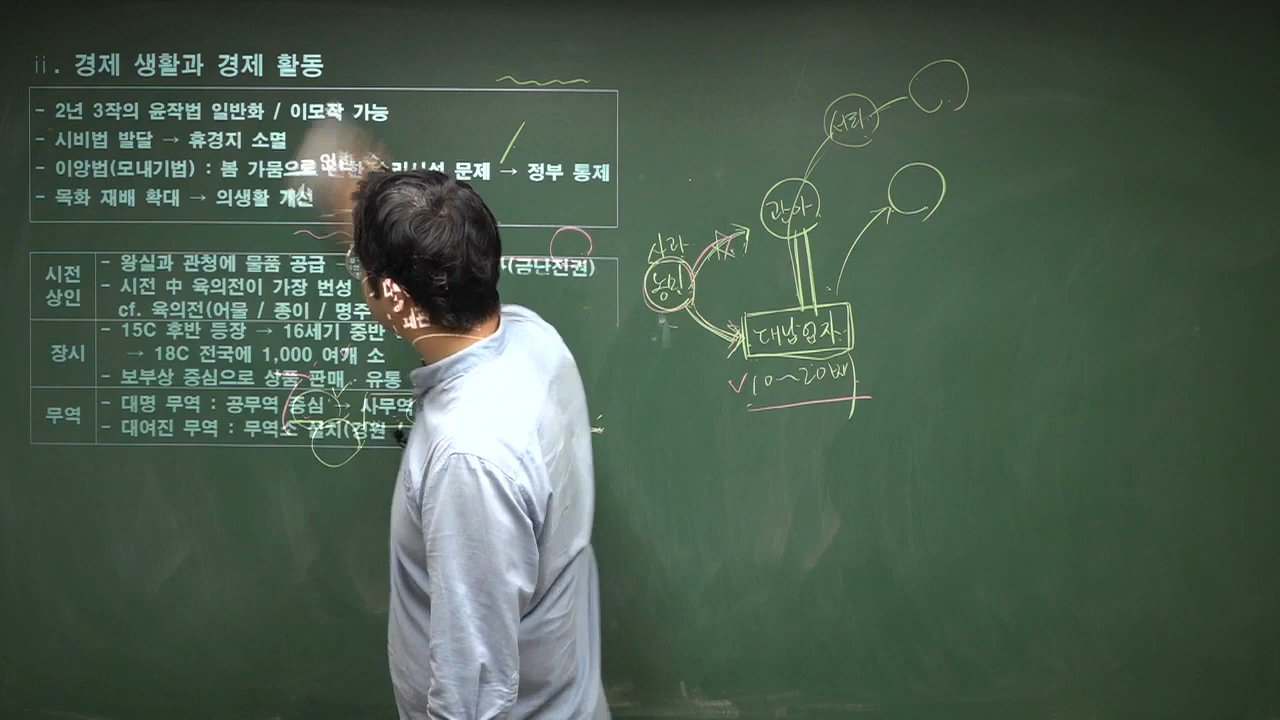 ⅱ. 경제 생활과 경제 활동
- 2년 3작의 윤작법 일반화 / 이모작 가능
- 시비법 발달 → 휴경지 소멸
- 이앙법(모내기법) : 봄 가뭄으로 문제 → 정부 통제
- 목화 재배 확대 → 의생활 개선
시전
상인
- 왕실과 관청에 물품 공급 (금난전권)
- 시전 中 육의전이 가장 번성
cf. 육의전(어물 / 종이 / 명주
장시
- 15C 후반 등장 → 16세기 중반
→ 18C 전국에 1,000 여개 소
- 보부상 중심으로 상품 판매 · 유통
무역
- 대명 무역 : 공무역 중심 → 사무역
- 대여진 무역 : 무역소 설치(경원
서리
관아
농민
대납업자
10~20배